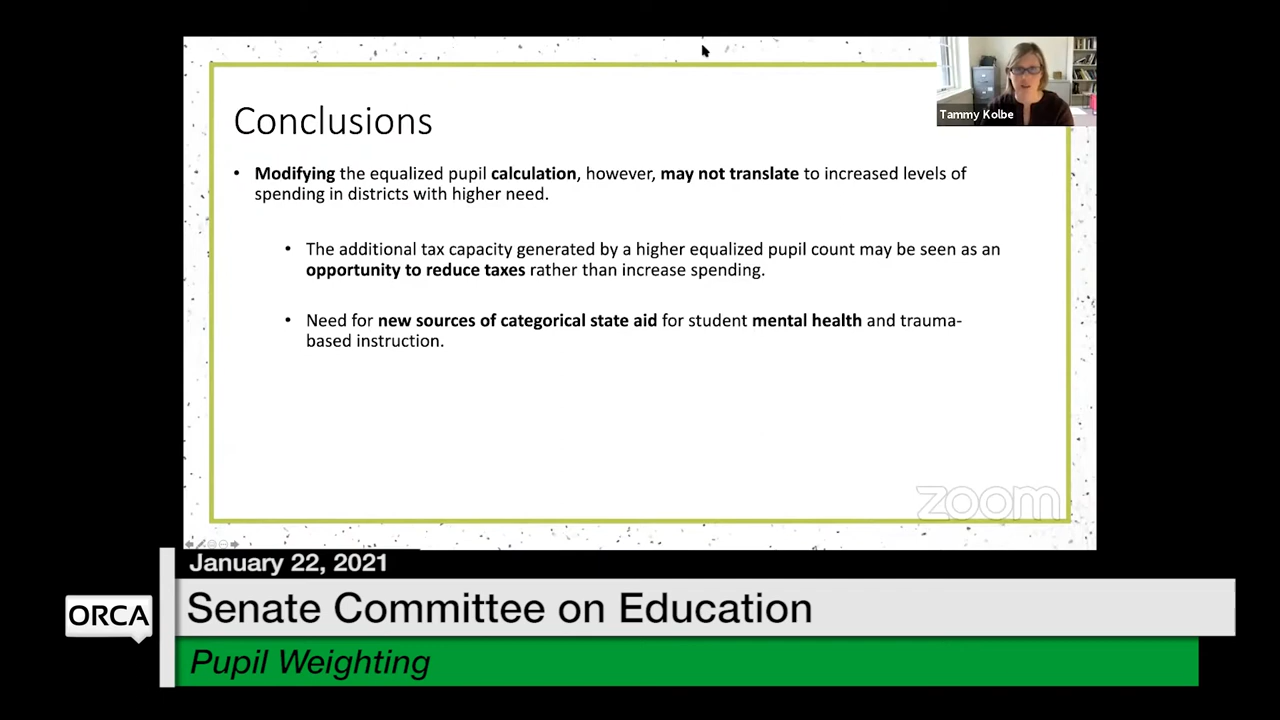 Tammy Kolbe
Conclusions
• Modifying the equalized pupil calculation, however, may not translate to increased levels of
spending in districts with higher need.
• The additional tax capacity generated by a higher equalized pupil count may be seen as an
opportunity to reduce taxes rather than increase spending.
• Need for new sources of categorical state aid for student mental health and trauma-
based instruction.
zoom
January 22, 2021
ORCA
Senate Committee on Education
Pupil Weighting